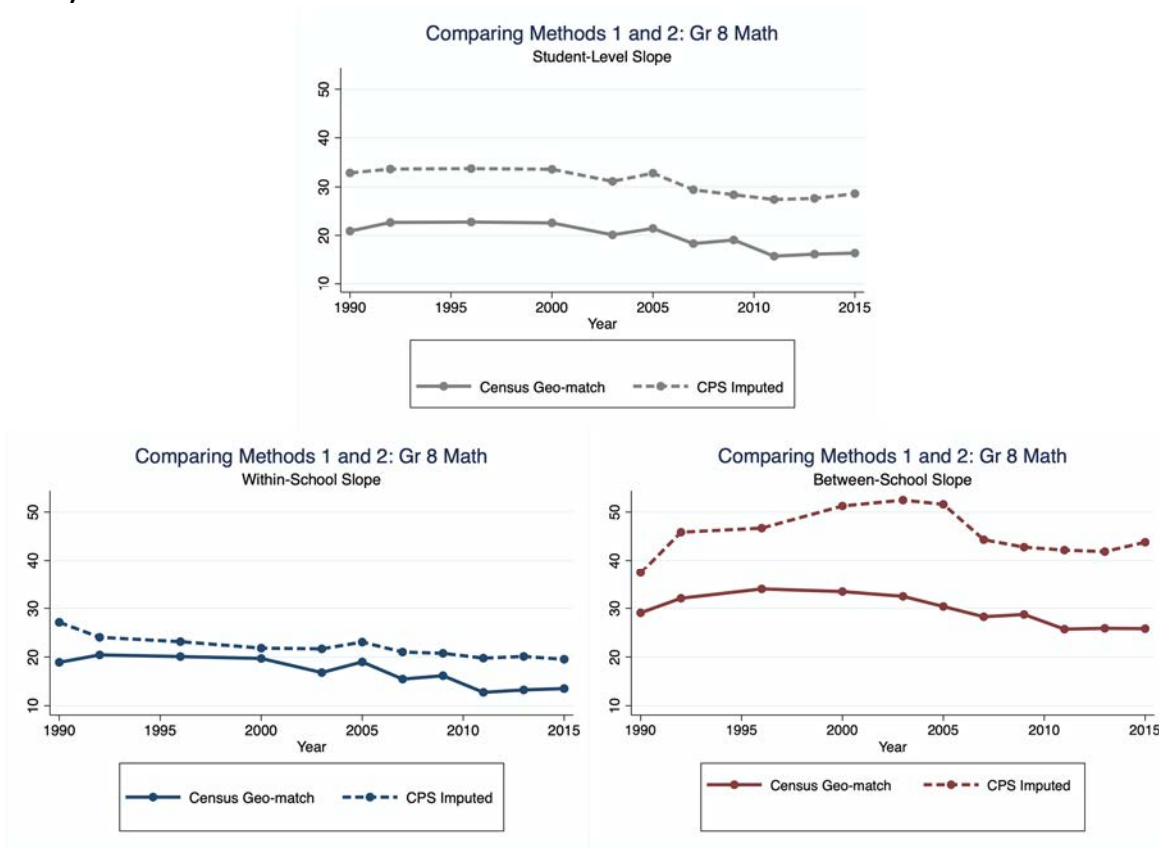 Comparing Methods 1 and 2: Gr 8 Math
Student-Level Slope
50
40
30
20
10
1990 1995 2000 2005 2010 2015
Year
Census Geo-match CPS Imputed
Comparing Methods 1 and 2: Gr 8 Math
Within-School Slope
50
40
30
20
10
1990 1995 2000 2005 2010 2015
Year
Census Geo-match CPS Imputed
Comparing Methods 1 and 2: Gr 8 Math
Between-School Slope
50
40
30
20
10
1990 1995 2000 2005 2010 2015
Year
Census Geo-match CPS Imputed